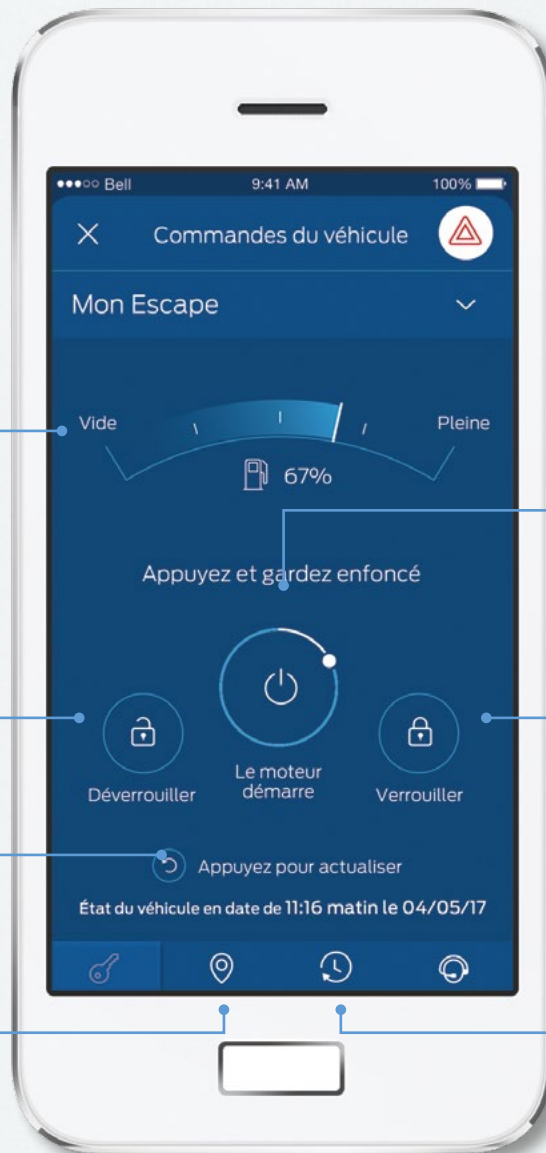 Bell 9:41 AM 100%
Commandes du véhicule
Mon Escape
Vide Pleine
67%
Appuyez et gardez enfoncé
Le moteur
démarre
Déverrouiller Verrouiller
Appuyez pour actualiser
État du véhicule en date de 11:16 matin le 04/05/17